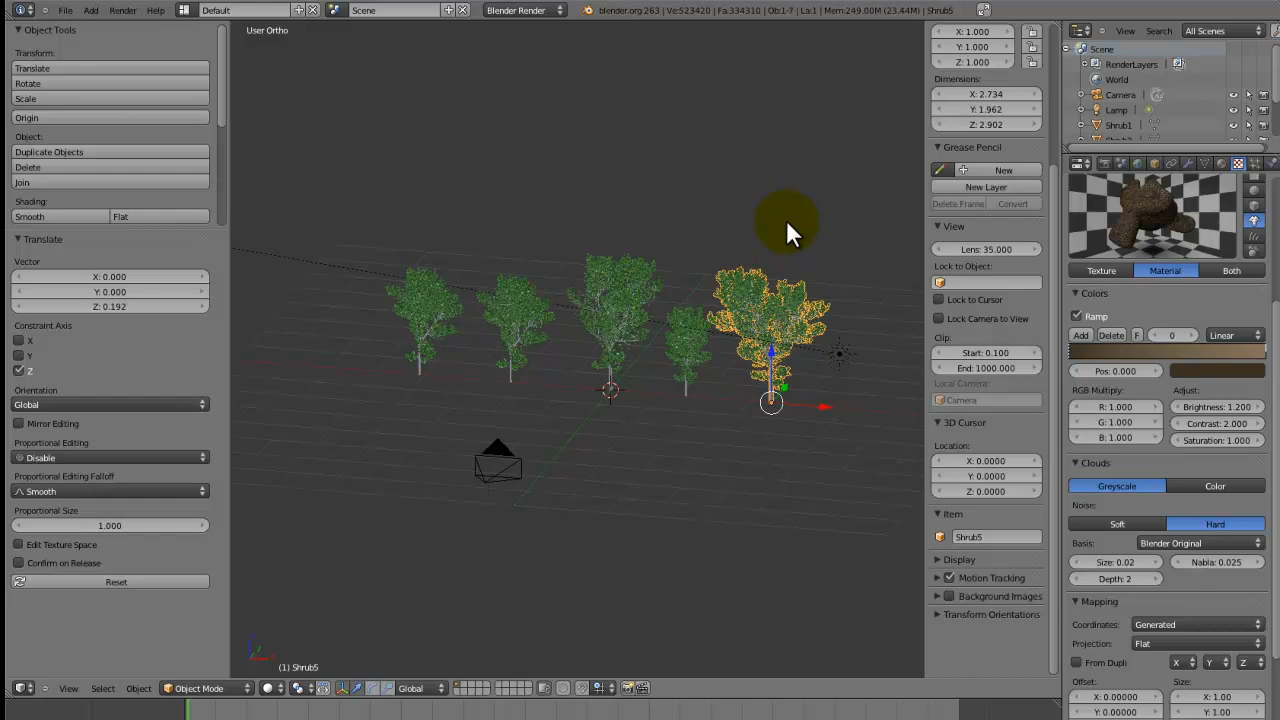 File Add Render Help Default Scene Blender Render blender.org 263 | Ve:523420 | Fa:334310 | Ob:1-7 | La:1 | Mem:249.00M (23.44M) | Shrub5
Object Tools
Transform:
Translate
Rotate
Scale
Origin
Object:
Duplicate Objects
Delete
Join
Shading:
Smooth Flat
Translate
Vector
X: 0.000
Y: 0.000
Z: 0.192
Constraint Axis
X
Y
Z
Orientation
Global
Mirror Editing
Proportional Editing
Disable
Proportional Editing Falloff
Smooth
Proportional Size
1.000
Edit Texture Space
Confirm on Release
Reset
User Ortho
(1) Shrub5
View Select Object Object Mode Global
X: 1.000
Y: 1.000
Z: 1.000
Dimensions:
X: 2.734
Y: 1.962
Z: 2.902
Grease Pencil
New
New Layer
Delete Frame Convert
View
Lens: 35.000
Lock to Object:
Lock to Cursor
Lock Camera to View
Clip:
Start: 0.100
End: 1000.000
Local Camera:
Camera
3D Cursor
Location:
X: 0.0000
Y: 0.0000
Z: 0.0000
Item
Shrub5
Display
Motion Tracking
Background Images
Transform Orientations
View Search All Scenes
Scene
RenderLayers
World
Camera
Lamp
Shrub1
Texture Material Both
Colors
Ramp
Add Delete F 0 Linear
Pos: 0.000
RGB Multiply: Adjust:
R: 1.000 Brightness: 1.200
G: 1.000 Contrast: 2.000
B: 1.000 Saturation: 1.000
Clouds
Greyscale Color
Noise:
Soft Hard
Basis: Blender Original
Size: 0.02 Nabla: 0.025
Depth: 2
Mapping
Coordinates: Generated
Projection: Flat
From Dupli X Y Z
Offset: Size:
X: 0.00000 X: 1.00
Y: 0.00000 Y: 1.00